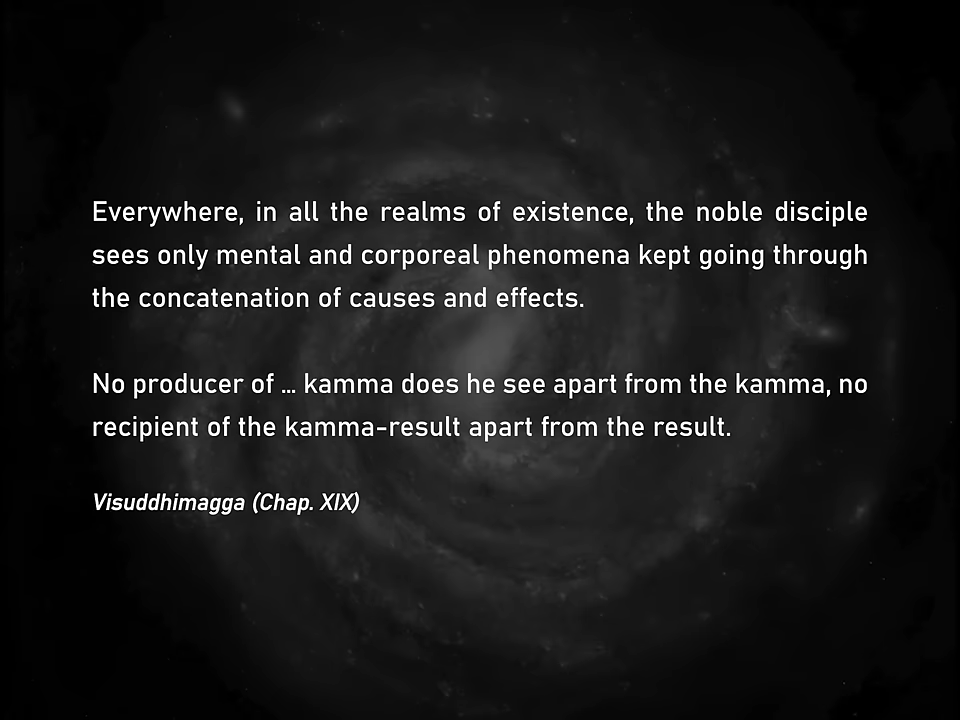 Everywhere, in all the realms of existence, the noble disciple
sees only mental and corporeal phenomena kept going through
the concatenation of causes and effects.
No producer of ... kamma does he see apart from the kamma, no
recipient of the kamma-result apart from the result.
Visuddhimagga (Chap. XIX)